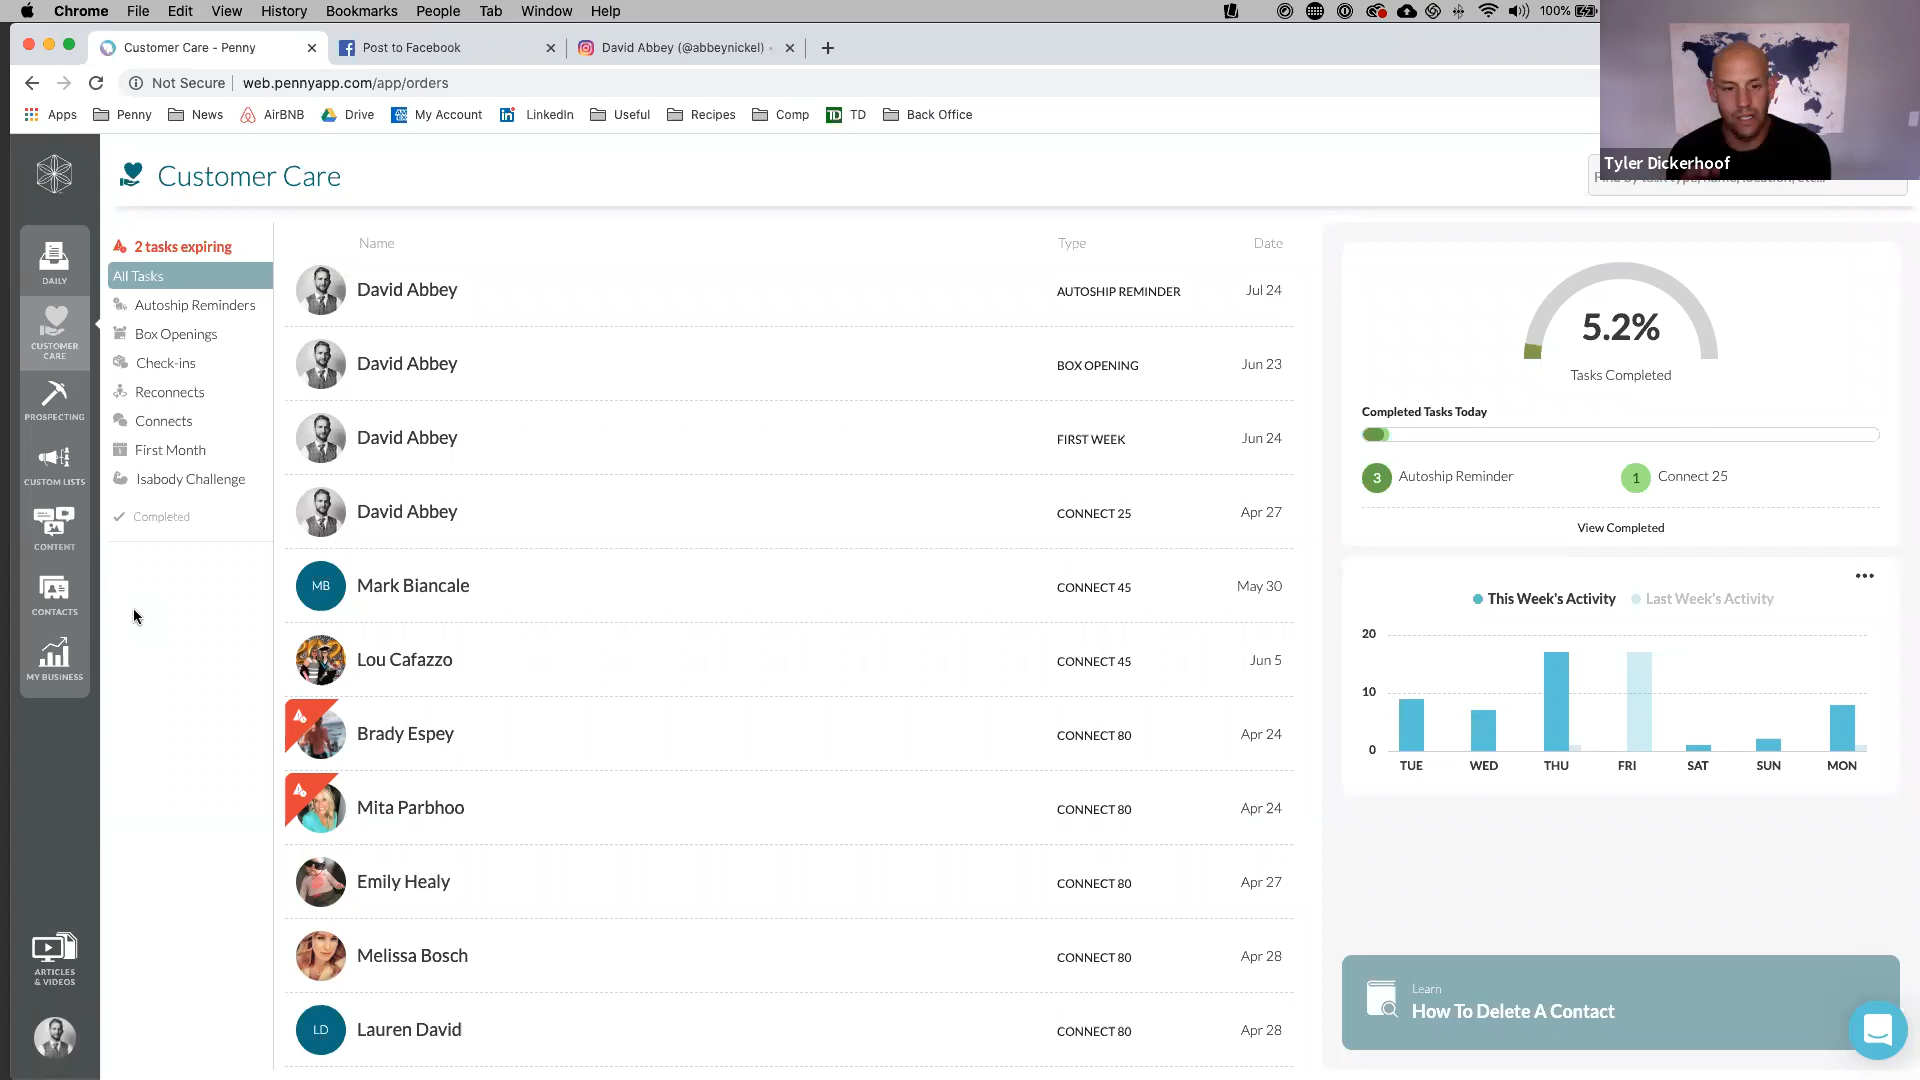 Chrome File Edit View History Bookmarks People Tab Window Help 100%
Customer Care - Penny Post to Facebook David Abbey (@abbeynickel)
Not Secure web.pennyapp.com/app/orders
Apps Penny News AirBNB Drive My Account LinkedIn Useful Recipes Comp TD Back Office
Tyler Dickerhoof
Customer Care
DAILY
CUSTOMER
CARE
PROSPECTING
CUSTOM LISTS
CONTENT
CONTACTS
MY BUSINESS
ARTICLES
& VIDEOS
2 tasks expiring
All Tasks
Autoship Reminders
Box Openings
Check-ins
Reconnects
Connects
First Month
Isabody Challenge
Completed
Name Type Date
David Abbey AUTOSHIP REMINDER Jul 24
David Abbey BOX OPENING Jun 23
David Abbey FIRST WEEK Jun 24
David Abbey CONNECT 25 Apr 27
MB Mark Biancale CONNECT 45 May 30
Lou Cafazzo CONNECT 45 Jun 5
Brady Espey CONNECT 80 Apr 24
Mita Parbhoo CONNECT 80 Apr 24
Emily Healy CONNECT 80 Apr 27
Melissa Bosch CONNECT 80 Apr 28
LD Lauren David CONNECT 80 Apr 28
5.2%
Tasks Completed
Completed Tasks Today
3 Autoship Reminder 1 Connect 25
View Completed
This Week's Activity Last Week's Activity
20
10
0
TUE WED THU FRI SAT SUN MON
Learn
How To Delete A Contact